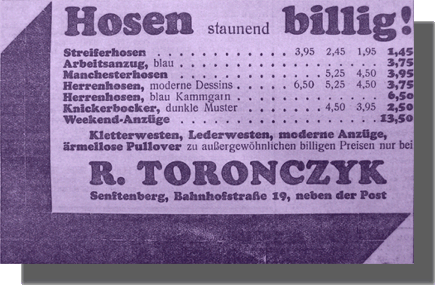 Hosen staunend billig!
Streiferhosen . . . . . . . . . . 3,95 2,45 1,95 1,45
Arbeitsanzug, blau . . . . . . . . . . . . . . . . 3,75
Manchesterhosen . . . . . . . . . . 5,25 4,50 3,95
Herrenhosen, moderne Dessins . . . . 6,50 5,25 4,50 3,75
Herrenhosen, blau Kammgarn . . . . . . . . . . . 6,50
Knickerbocker, dunkle Muster . . . . . . 4,50 3,95 2,50
Weekend-Anzüge . . . . . . . . . . . . . . . . 13,50
Kletterwesten, Lederwesten, moderne Anzüge,
ärmellose Pullover zu außergewöhnlichen billigen Preisen nur bei
R. TORONCZYK
Senftenberg, Bahnhofstraße 19, neben der Post